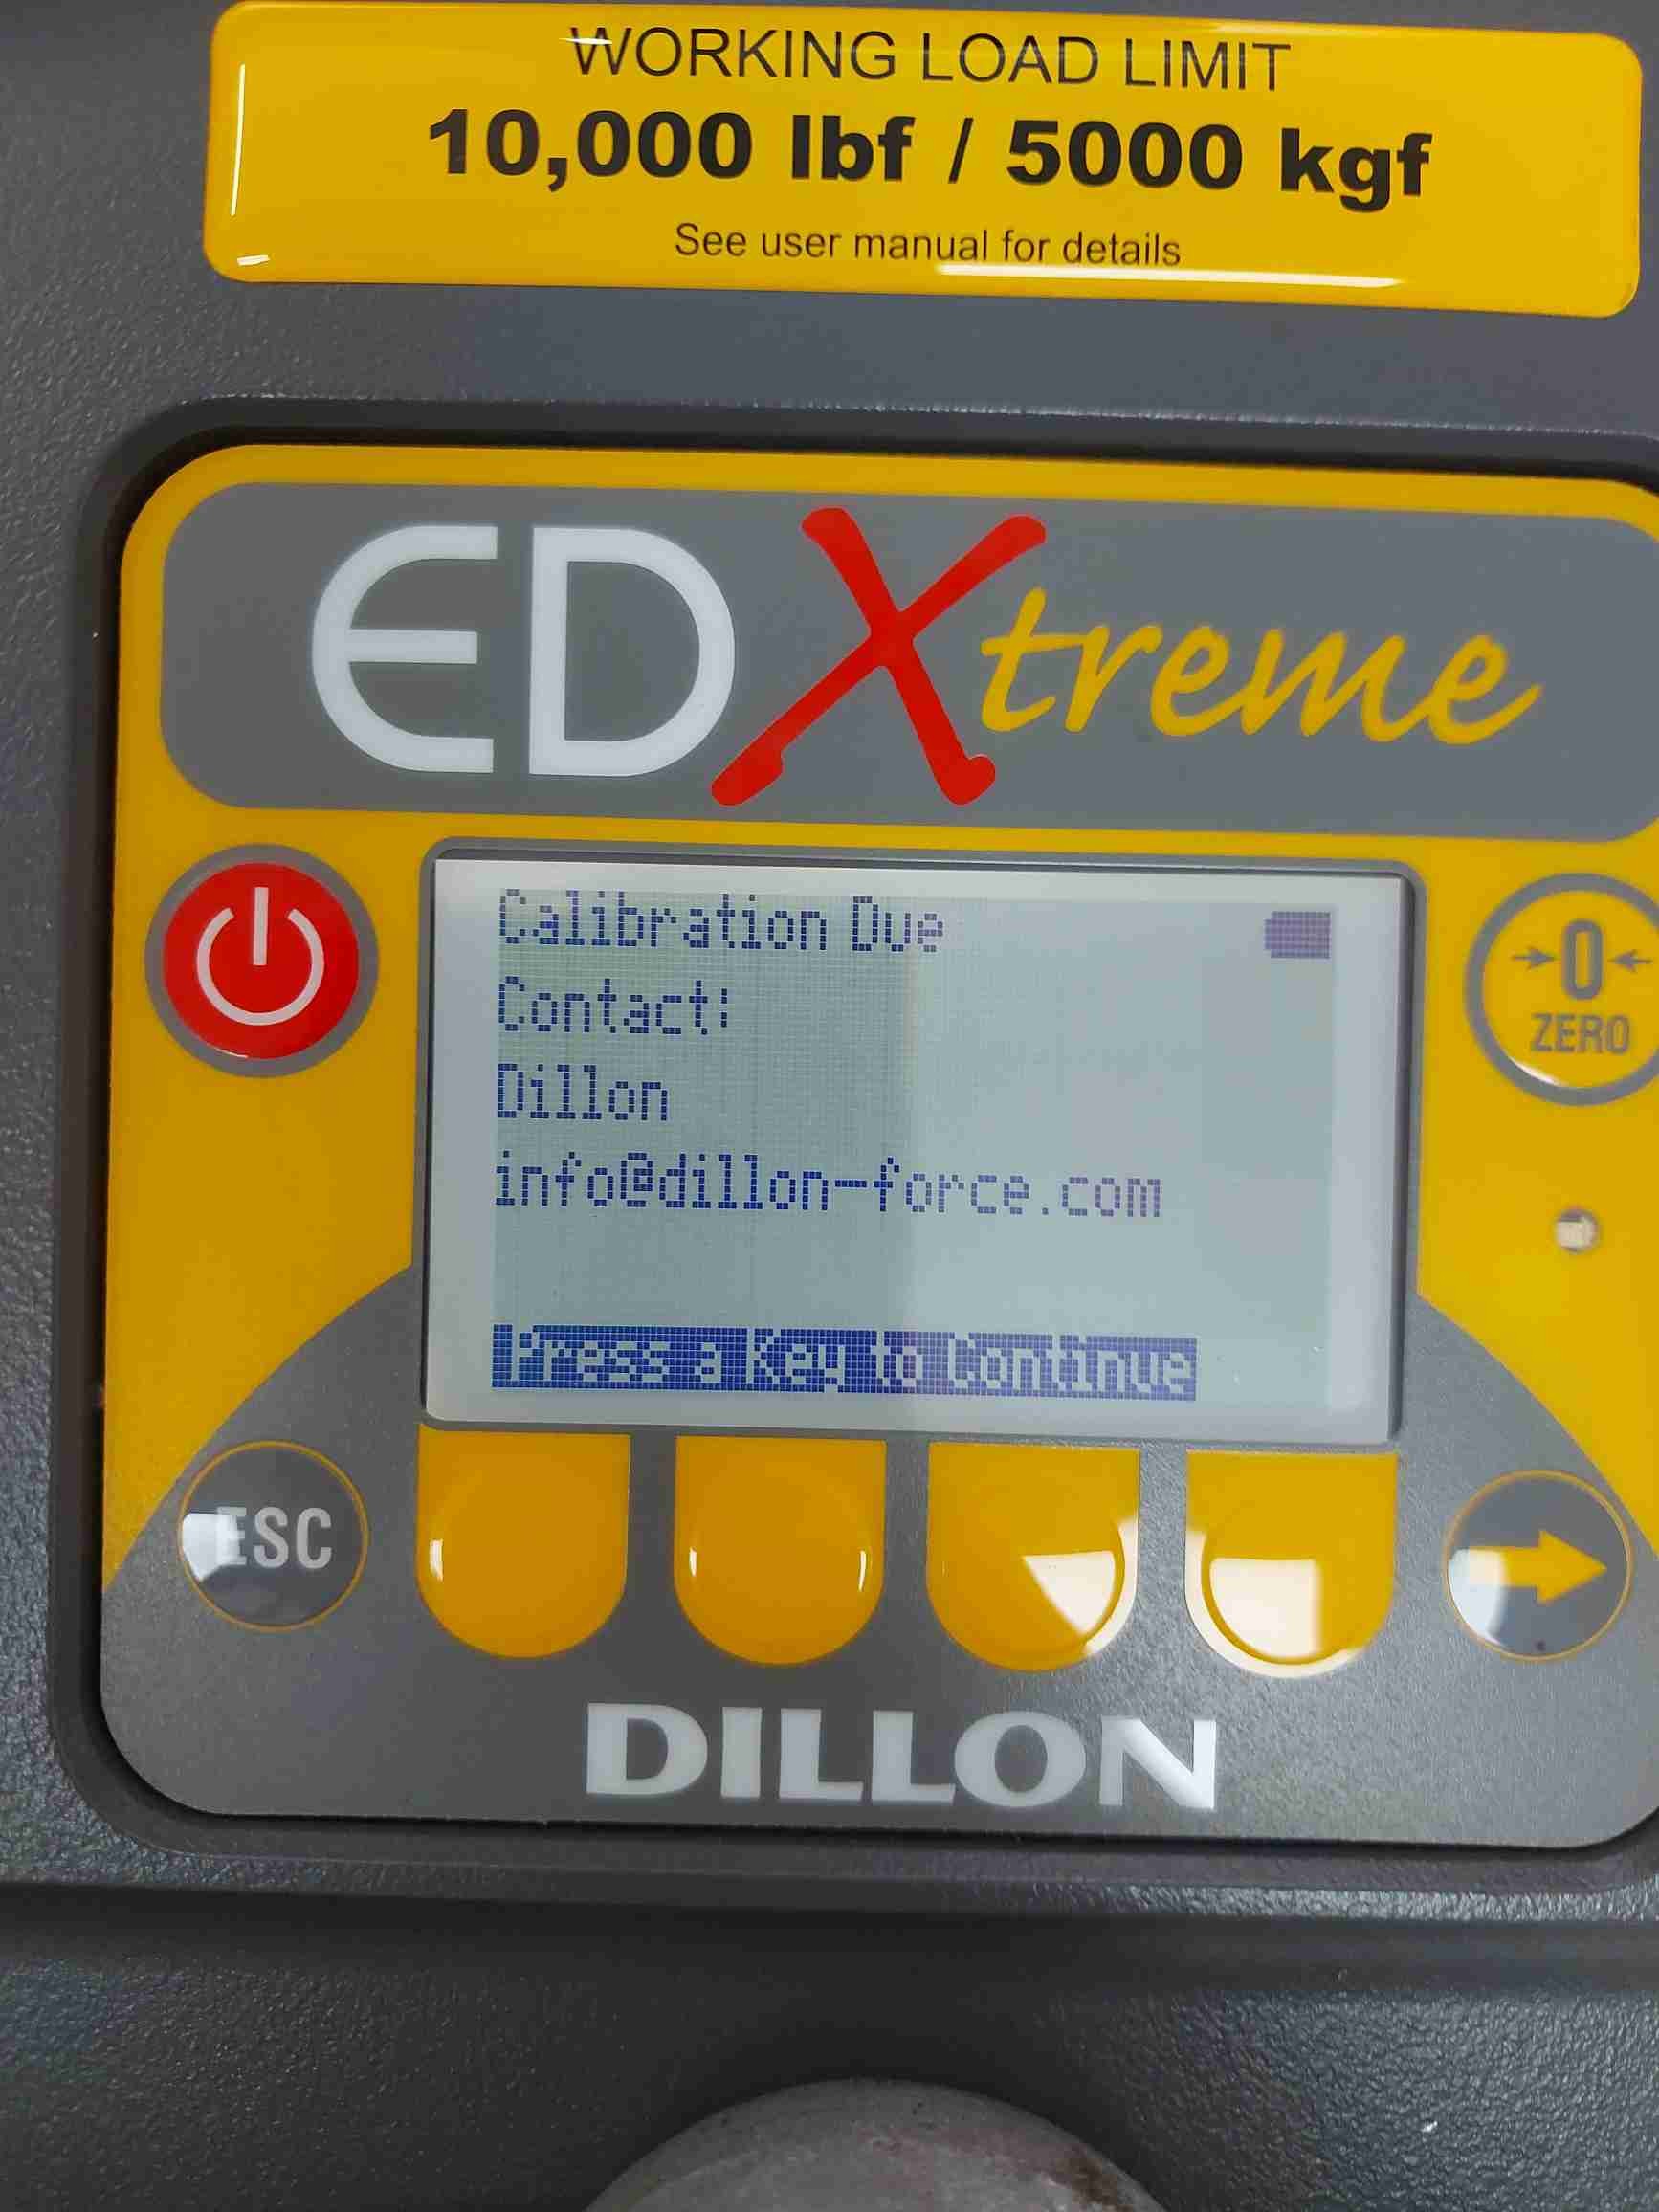 WORKING LOAD LIMIT
10,000 lbf / 5000 kgf
See user manual for details
EDXtreme
Calibration Due
Contact:
Dillon
info@dillon-force.com
Press a Key to Continue
→0←
ZERO
ESC
DILLON